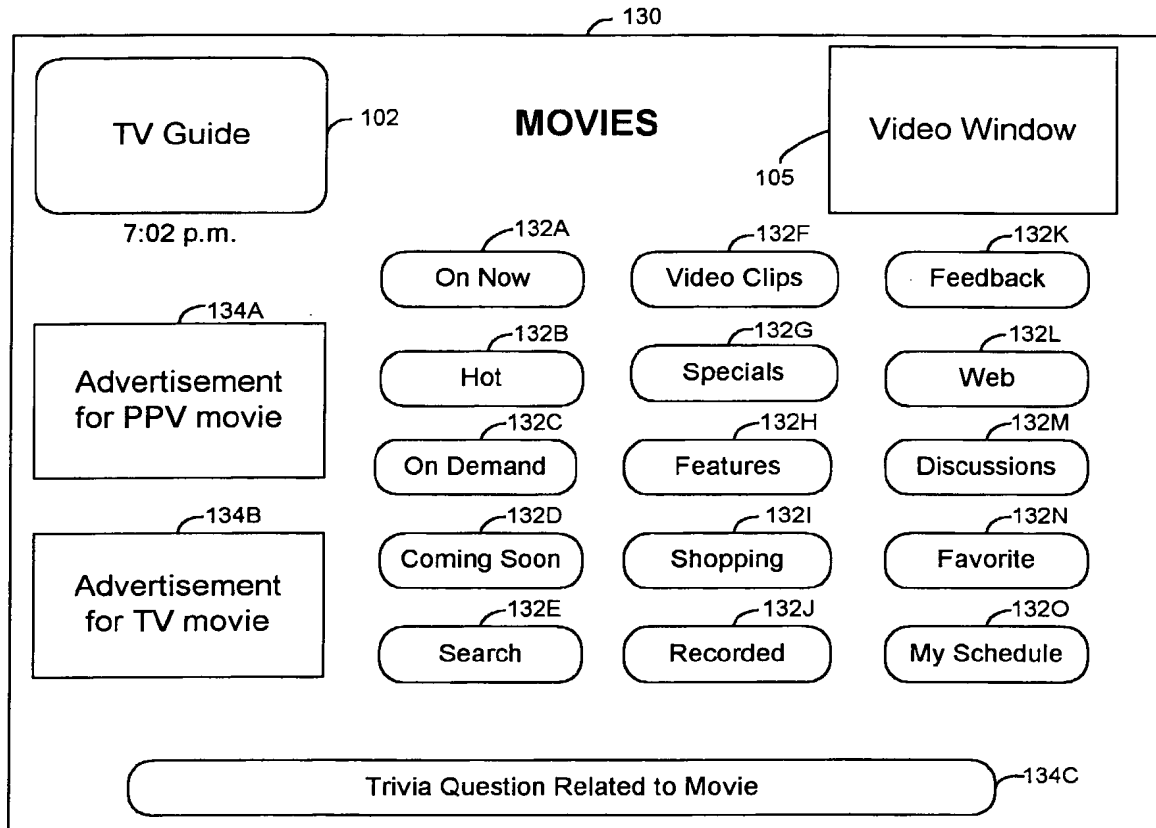 130
TV Guide
102
MOVIES
Video Window
105
7:02 p.m.
132A
132F
132K
On Now
Video Clips
Feedback
134A
132B
132G
132L
Advertisement
for PPV movie
Hot
Specials
Web
132C
132H
132M
On Demand
Features
Discussions
134B
132D
132I
132N
Advertisement
for TV movie
Coming Soon
Shopping
Favorite
132E
132J
132O
Search
Recorded
My Schedule
Trivia Question Related to Movie
134C